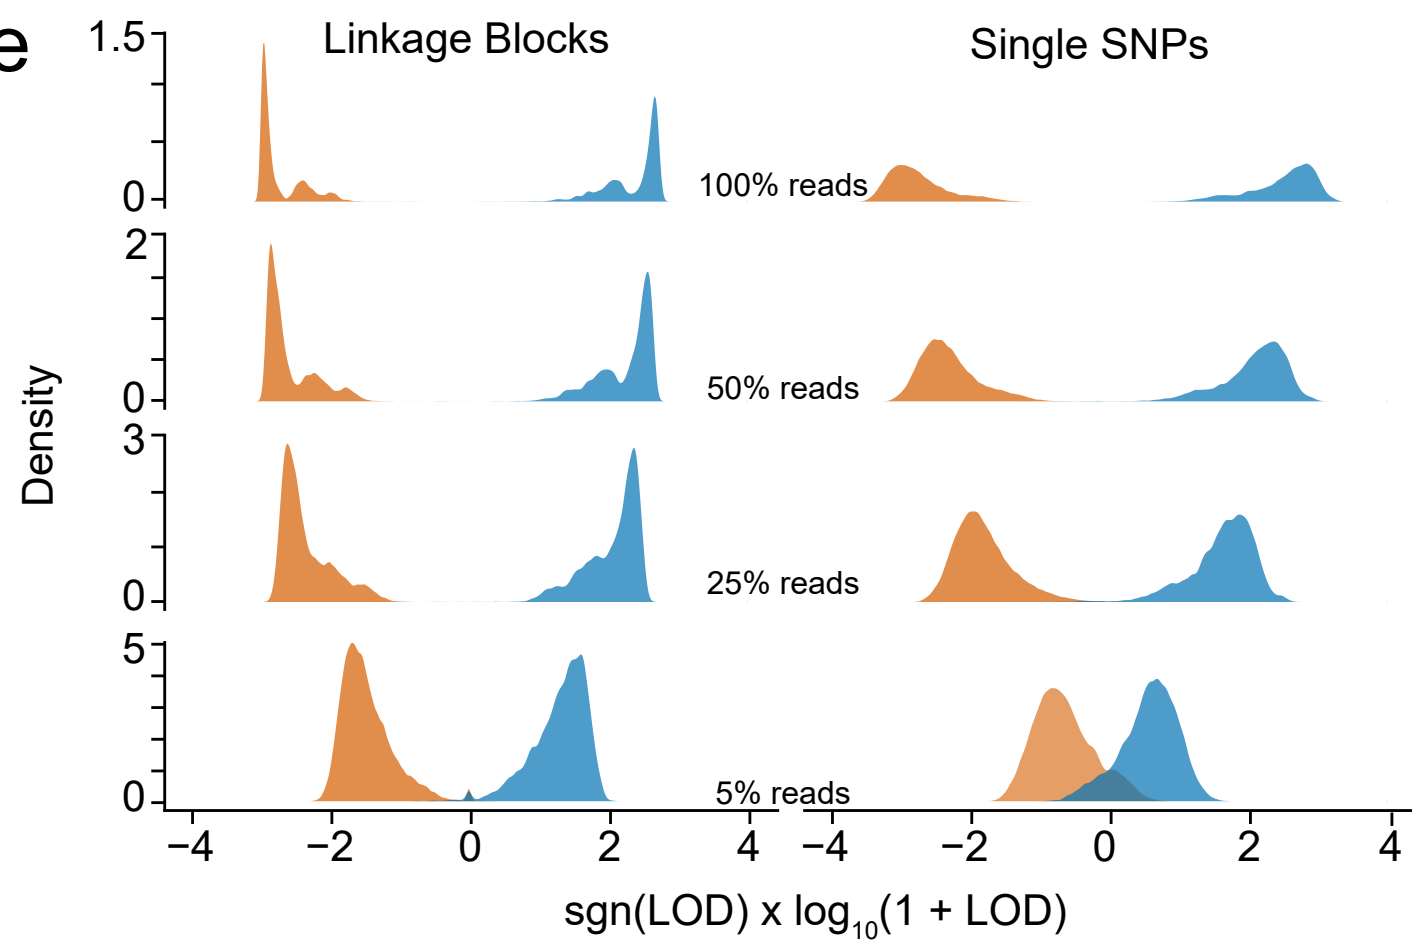 e
Linkage Blocks
Single SNPs
Density
1.5
0
100% reads
2
0
50% reads
3
0
25% reads
5
0
5% reads
−4 −2 0 2 4 −4 −2 0 2 4
sgn(LOD) x log10(1 + LOD)